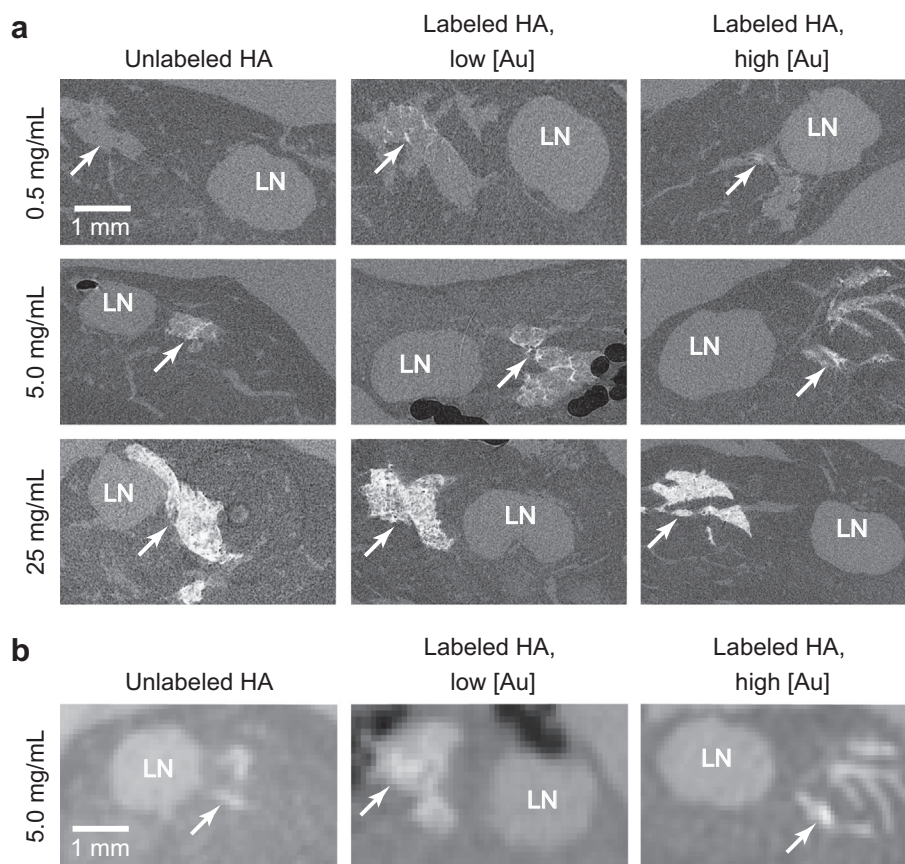 a
Unlabeled HA
Labeled HA,
low [Au]
Labeled HA,
high [Au]
0.5 mg/mL
LN
1 mm
LN
LN
5.0 mg/mL
LN
LN
LN
25 mg/mL
LN
LN
LN
b
Unlabeled HA
Labeled HA,
low [Au]
Labeled HA,
high [Au]
5.0 mg/mL
LN
1 mm
LN
LN